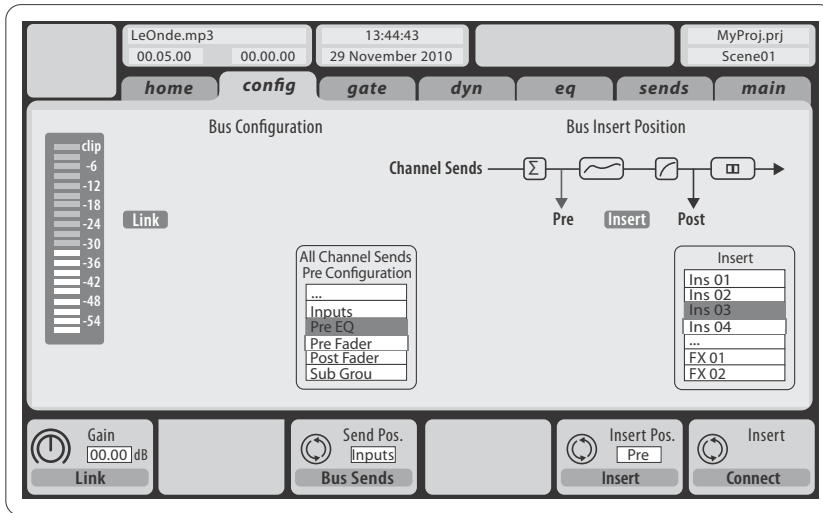 LeOnde.mp3
00.05.00 00.00.00
13:44:43
29 November 2010
MyProj.prj
Scene01
home config gate dyn eq sends main
Bus Configuration
Bus Insert Position
clip
-6
-12
-18
-24
-30
-36
-42
-48
-54
Link
Channel Sends
Σ
Pre Insert Post
All Channel Sends
Pre Configuration
...
Inputs
Pre EQ
Pre Fader
Post Fader
Sub Grou
Insert
Ins 01
Ins 02
Ins 03
Ins 04
...
FX 01
FX 02
Gain
00.00 dB
Link
Send Pos.
Inputs
Bus Sends
Insert Pos.
Pre
Insert
Insert
Connect